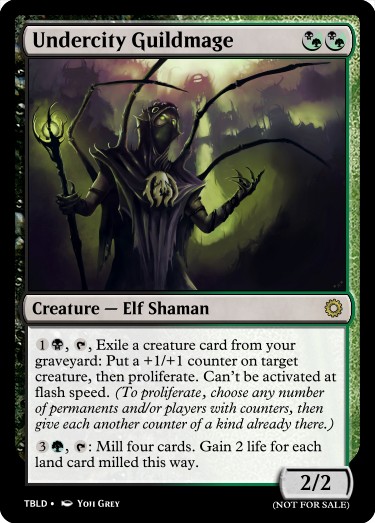 Undercity Guildmage
Creature — Elf Shaman
1, , Exile a creature card from your
graveyard: Put a +1/+1 counter on target
creature, then proliferate. Can't be activated at
flash speed. (To proliferate, choose any number
of permanents and/or players with counters, then
give each another counter of a kind already there.)
3, : Mill four cards. Gain 2 life for each
land card milled this way.
2/2
TBLD • Yofi Grey
(NOT FOR SALE)